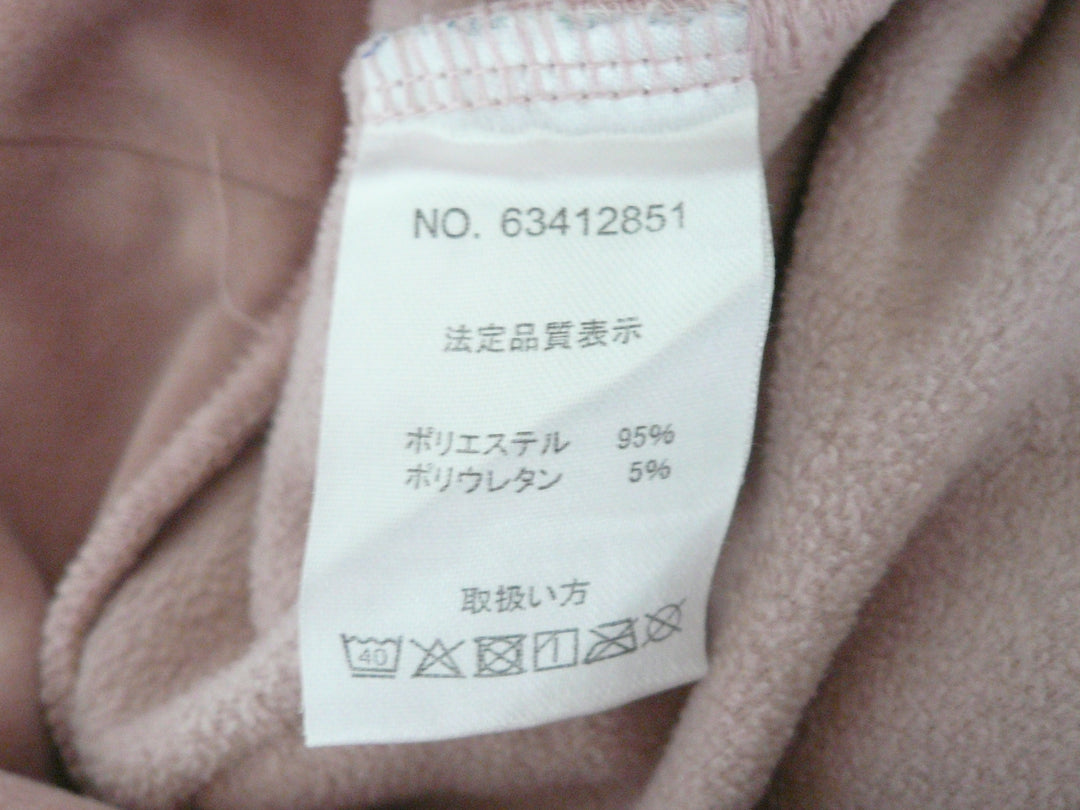 NO. 63412851
法定品質表示
ポリエステル 95%
ポリウレタン 5%
取扱い方
40